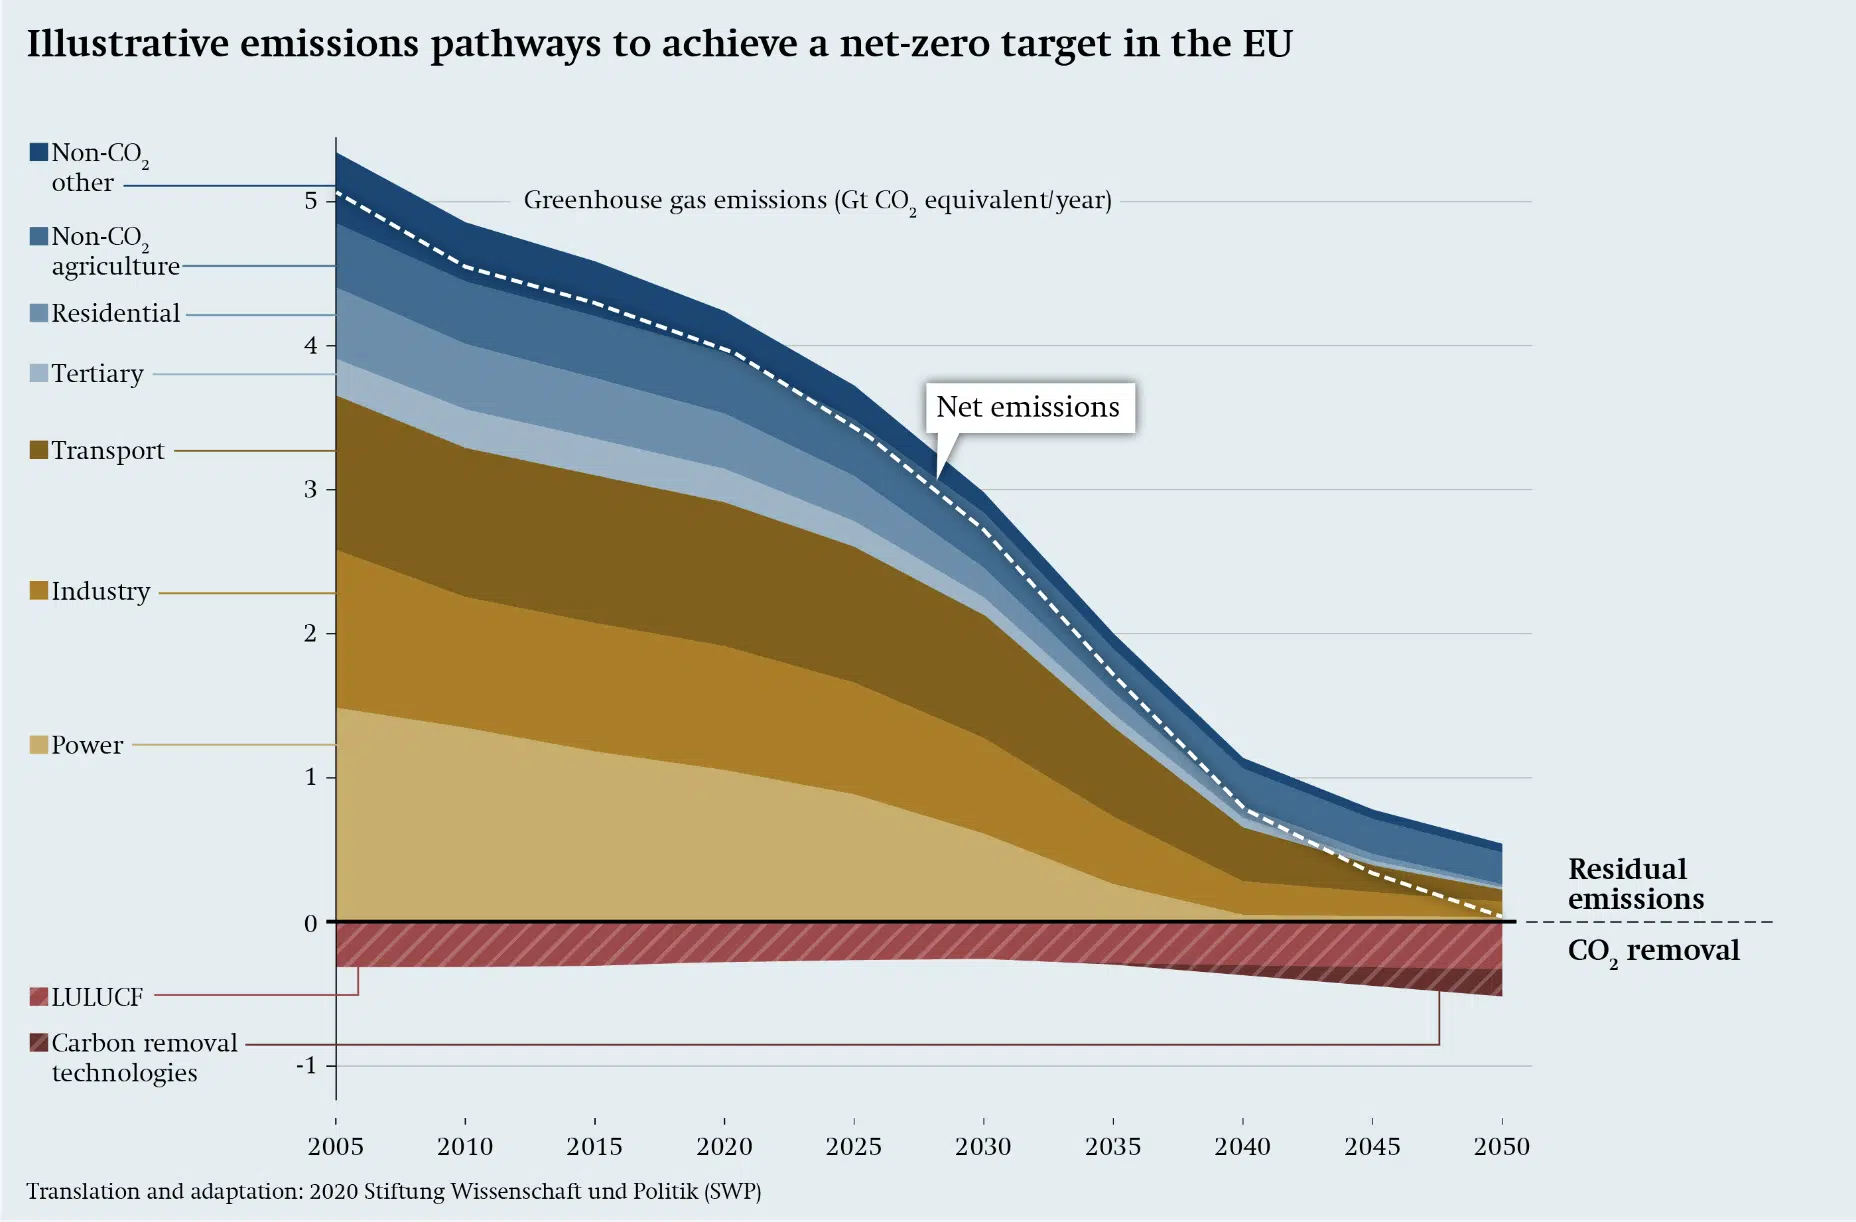 Illustrative emissions pathways to achieve a net-zero target in the EU
Non-CO₂
other
5
Greenhouse gas emissions (Gt CO₂ equivalent/year)
Non-CO₂
agriculture
Residential
4
Tertiary
Net emissions
Transport
3
Industry
2
Power
1
Residual
emissions
0
CO₂ removal
LULUCF
Carbon removal
technologies
-1
2005 2010 2015 2020 2025 2030 2035 2040 2045 2050
Translation and adaptation: 2020 Stiftung Wissenschaft und Politik (SWP)